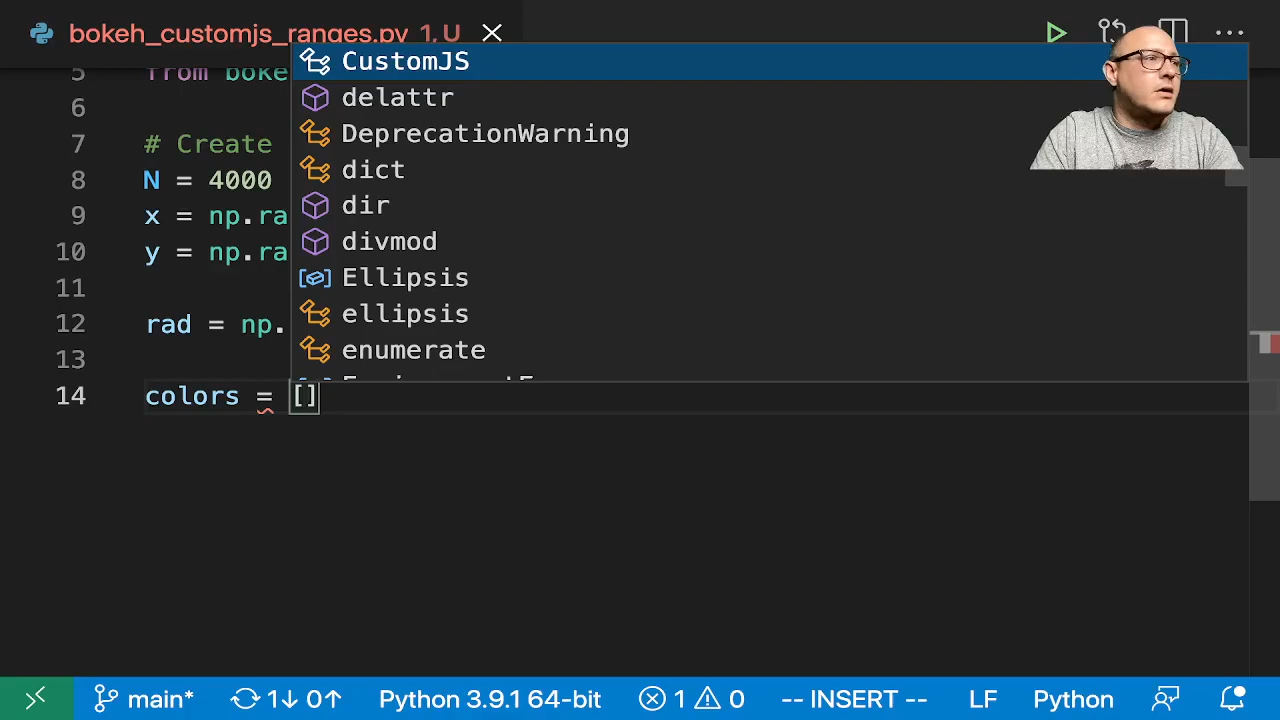 bokeh_customjs_ranges.py 1, U
CustomJS
5 from boke
delattr
6
DeprecationWarning
7 # Create
dict
8 N = 4000
dir
9 x = np.ra
divmod
10 y = np.ra
Ellipsis
11
ellipsis
12 rad = np.
enumerate
13
14 colors = []
main* 1↓ 0↑ Python 3.9.1 64-bit 1 0 -- INSERT -- LF Python